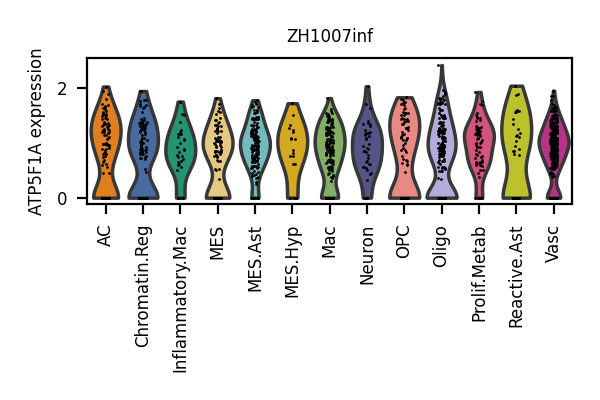 ZH1007inf
ATP5F1A expression
2
0
AC
Chromatin.Reg
Inflammatory.Mac
MES
MES.Ast
MES.Hyp
Mac
Neuron
OPC
Oligo
Prolif.Metab
Reactive.Ast
Vasc